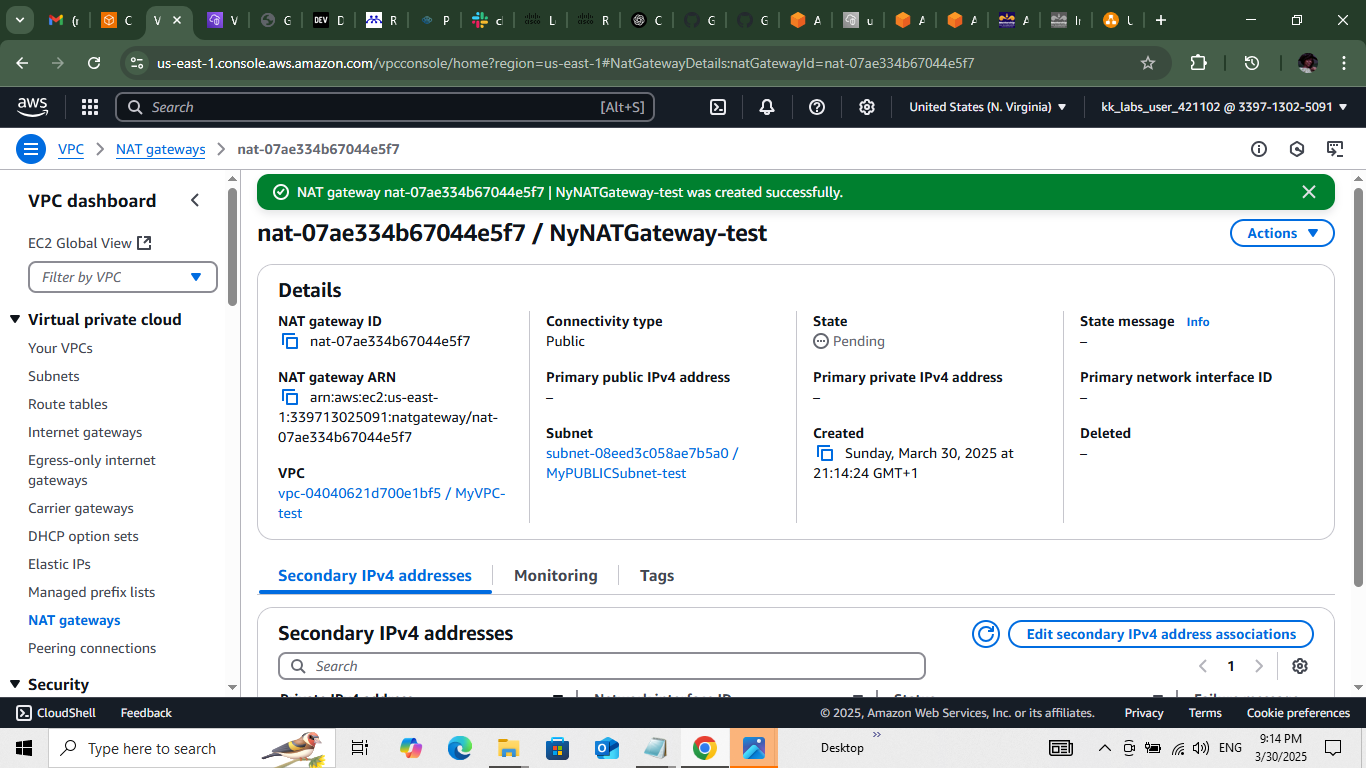 us-east-1.console.aws.amazon.com/vpcconsole/home?region=us-east-1#NatGatewayDetails:natGatewayId=nat-07ae334b67044e5f7
aws
Search [Alt+S]
United States (N. Virginia)
kk_labs_user_421102 @ 3397-1302-5091
VPC
NAT gateways
nat-07ae334b67044e5f7
VPC dashboard
EC2 Global View
Filter by VPC
Virtual private cloud
Your VPCs
Subnets
Route tables
Internet gateways
Egress-only internet
gateways
Carrier gateways
DHCP option sets
Elastic IPs
Managed prefix lists
NAT gateways
Peering connections
Security
NAT gateway nat-07ae334b67044e5f7 | NyNATGateway-test was created successfully.
nat-07ae334b67044e5f7 / NyNATGateway-test
Actions
Details
NAT gateway ID
nat-07ae334b67044e5f7
NAT gateway ARN
arn:aws:ec2:us-east-
1:339713025091:natgateway/nat-
07ae334b67044e5f7
VPC
vpc-04040621d700e1bf5 / MyVPC-
test
Connectivity type
Public
Primary public IPv4 address
–
Subnet
subnet-08eed3c058ae7b5a0 /
MyPUBLICSubnet-test
State
Pending
Primary private IPv4 address
–
Created
Sunday, March 30, 2025 at
21:14:24 GMT+1
State message Info
–
Primary network interface ID
–
Deleted
–
Secondary IPv4 addresses
Monitoring
Tags
Secondary IPv4 addresses
Edit secondary IPv4 address associations
Search
1
CloudShell
Feedback
© 2025, Amazon Web Services, Inc. or its affiliates.
Privacy
Terms
Cookie preferences
Type here to search
Desktop
ENG
9:14 PM
3/30/2025